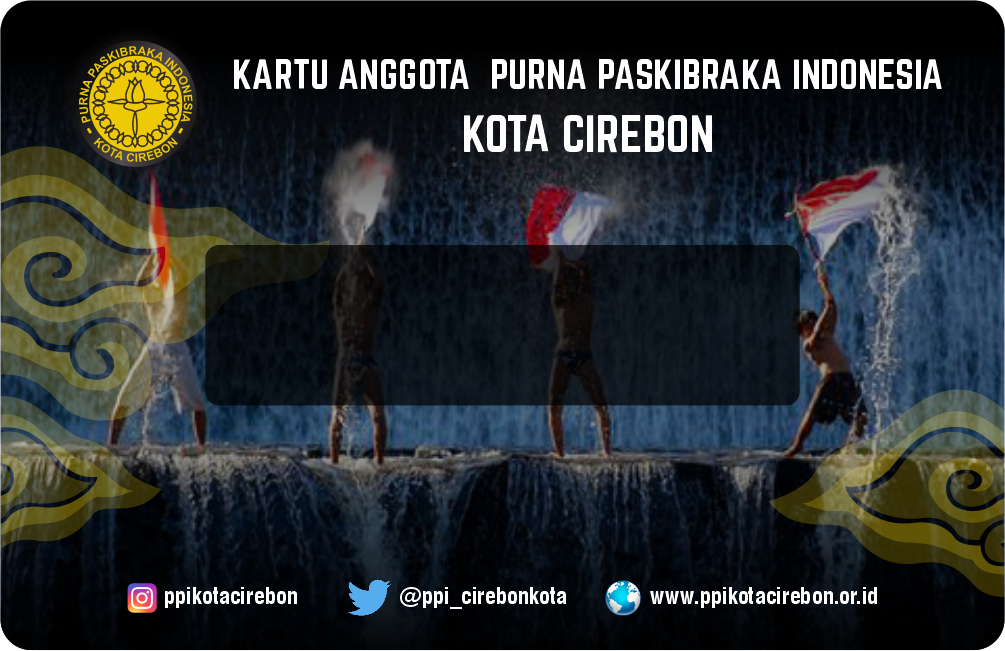 PURNA PASKIBRAKA INDONESIA
- KOTA CIREBON -
KARTU ANGGOTA PURNA PASKIBRAKA INDONESIA
KOTA CIREBON
ppikotacirebon
@ppi_cirebonkota
www.ppikotacirebon.or.id